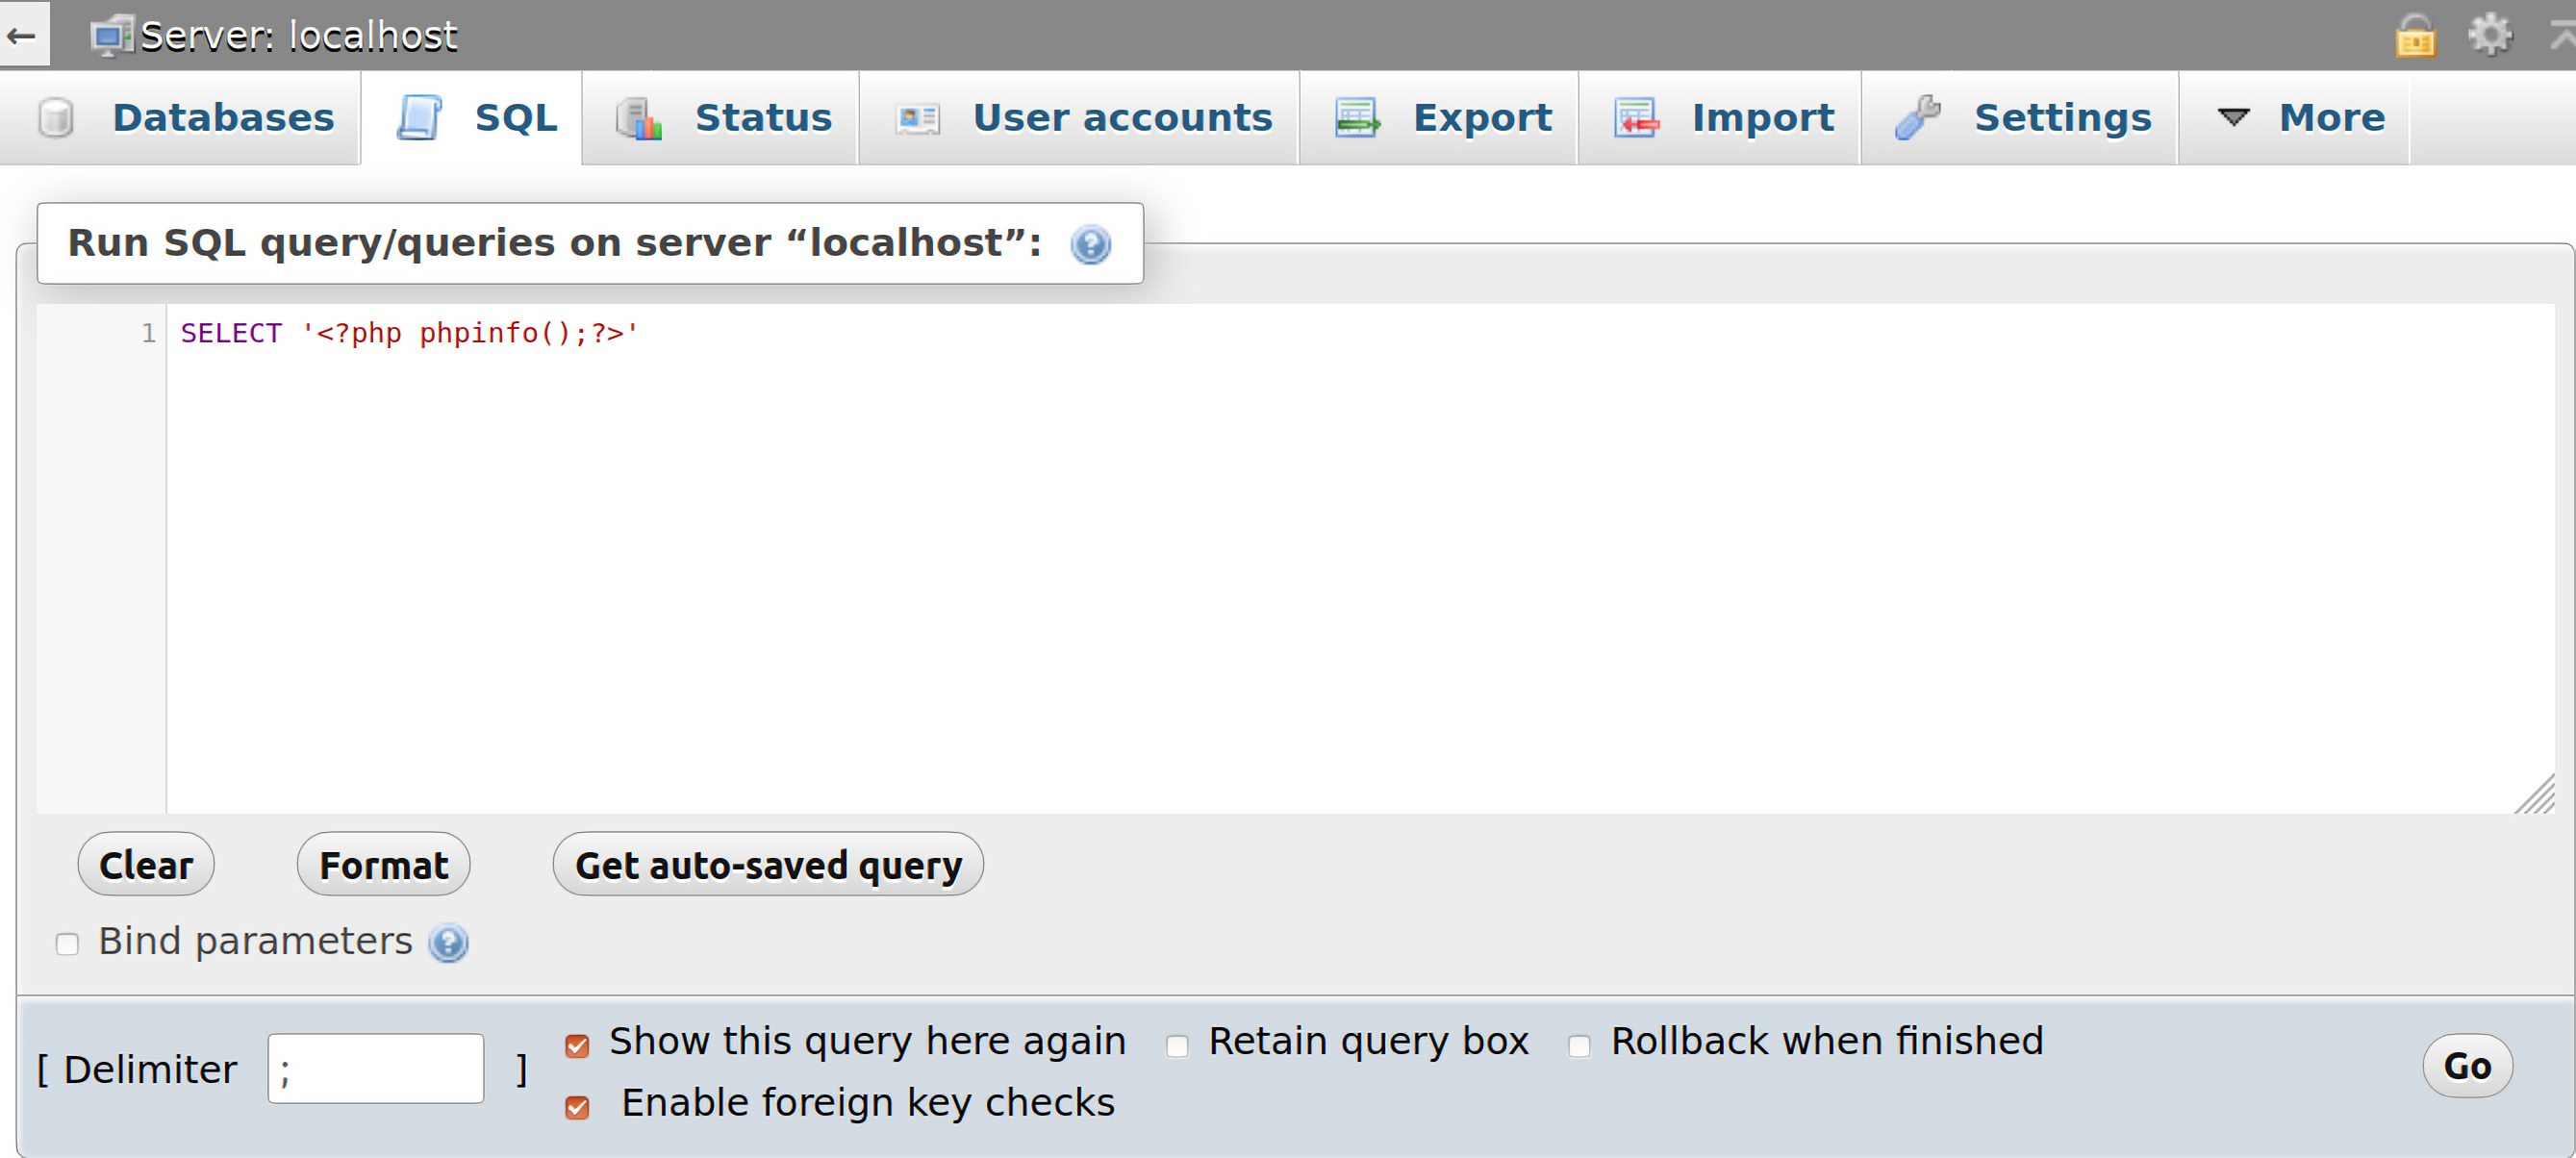 ← Server: localhost
Databases SQL Status User accounts Export Import Settings More
Run SQL query/queries on server “localhost”:
1 SELECT '<?php phpinfo();?>'
Clear Format Get auto-saved query
Bind parameters
[ Delimiter ; ] Show this query here again Retain query box Rollback when finished
Enable foreign key checks
Go